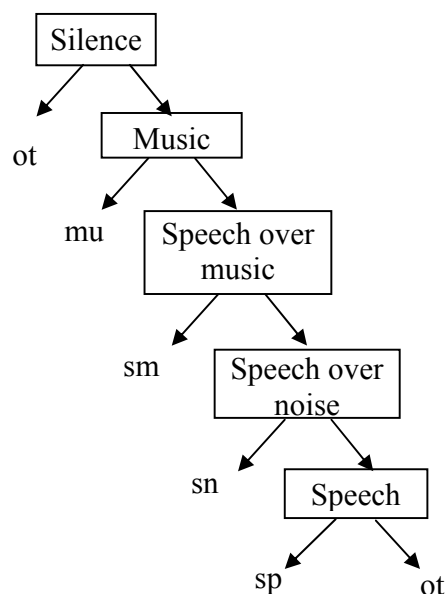 Silence
ot
Music
mu
Speech over
music
sm
Speech over
noise
sn
Speech
sp
ot